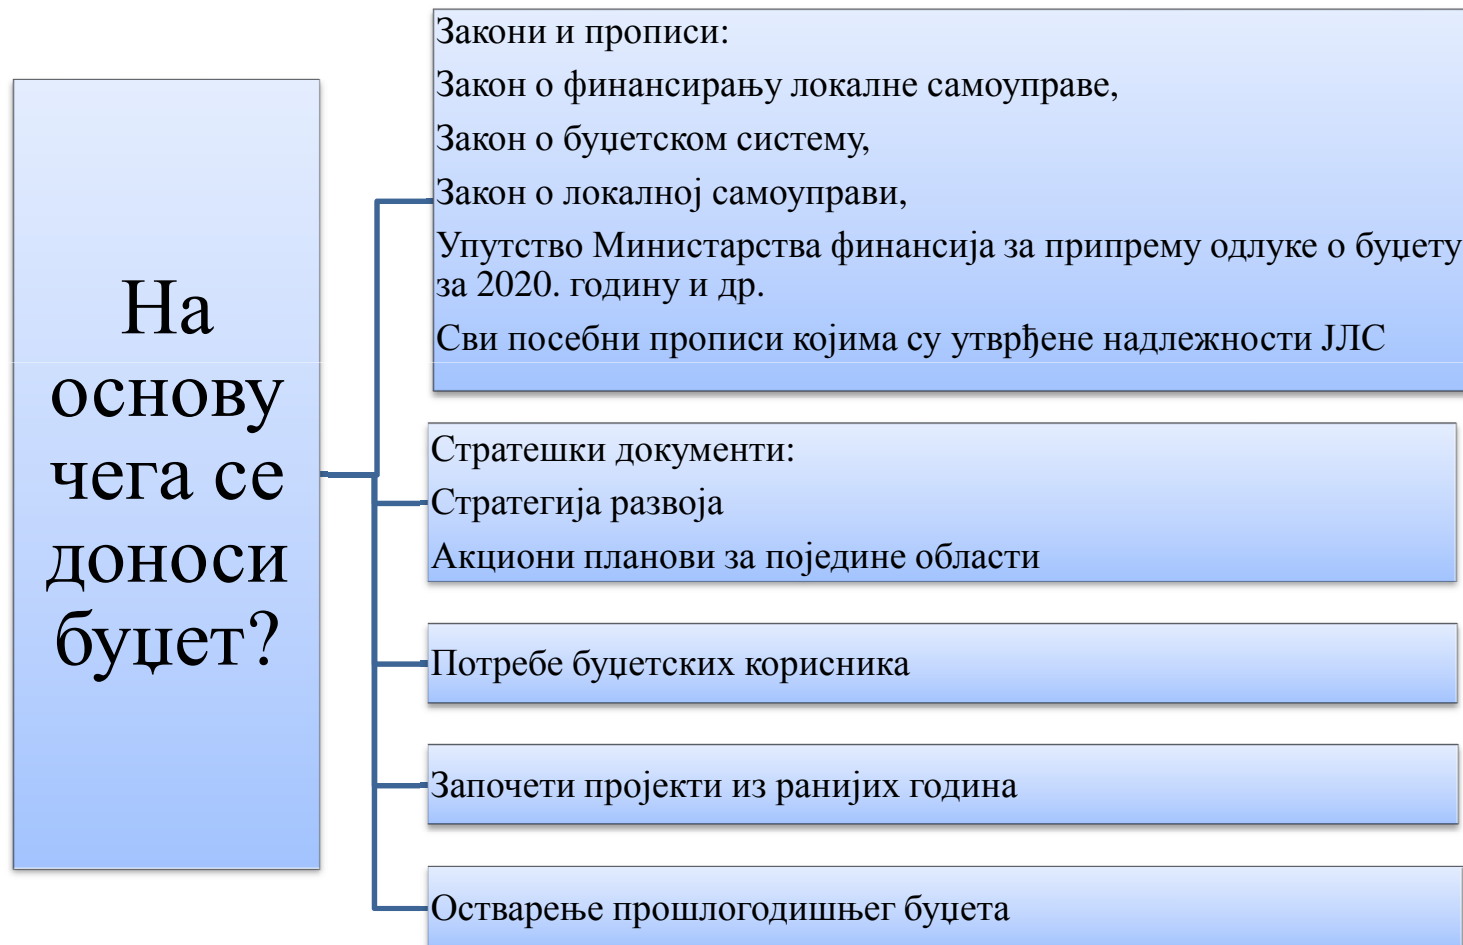 На
основу
чега се
доноси
буџет?
Закони и прописи:
Закон о финансирању локалне самоуправе,
Закон о буџетском систему,
Закон о локалној самоуправи,
Упутство Министарства финансија за припрему одлуке о буџету
за 2020. годину и др.
Сви посебни прописи којима су утврђене надлежности ЈЛС
Стратешки документи:
Стратегија развоја
Акциони планови за поједине области
Потребе буџетских корисника
Започети пројекти из ранијих година
Остварење прошлогодишњег буџета